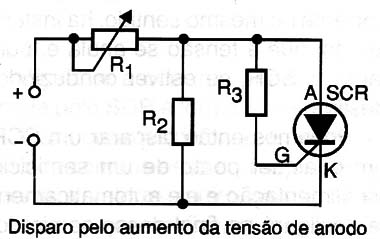 R₁
R₂
R₃
A
SCR
G
K
+
−
Disparo pelo aumento da tensão de anodo